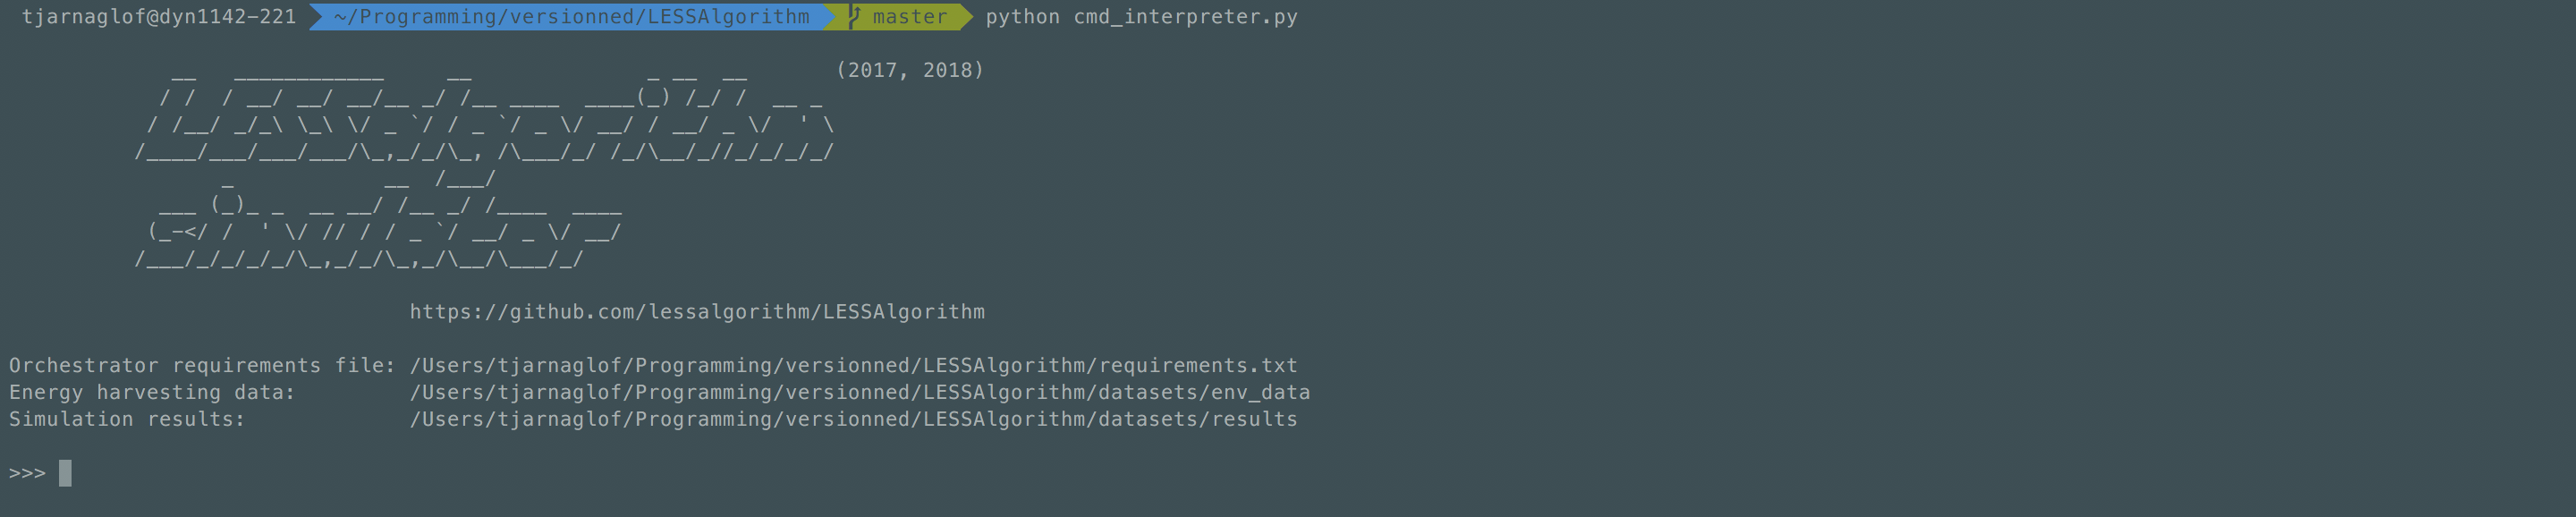 tjarnaglof@dyn1142-221 ~/Programming/versionned/LESSAlgorithm master python cmd_interpreter.py
(2017, 2018)
LESSalgorithm
simulator
https://github.com/lessalgorithm/LESSAlgorithm
Orchestrator requirements file: /Users/tjarnaglof/Programming/versionned/LESSAlgorithm/requirements.txt
Energy harvesting data: /Users/tjarnaglof/Programming/versionned/LESSAlgorithm/datasets/env_data
Simulation results: /Users/tjarnaglof/Programming/versionned/LESSAlgorithm/datasets/results
>>>